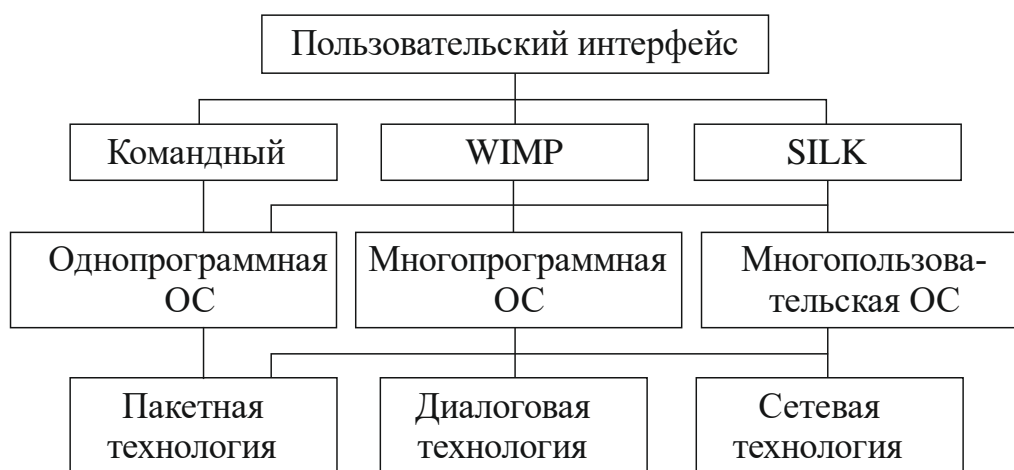 Пользовательский интерфейс
Командный
WIMP
SILK
Однопрограммная
ОС
Многопрограммная
ОС
Многопользова-
тельская ОС
Пакетная
технология
Диалоговая
технология
Сетевая
технология